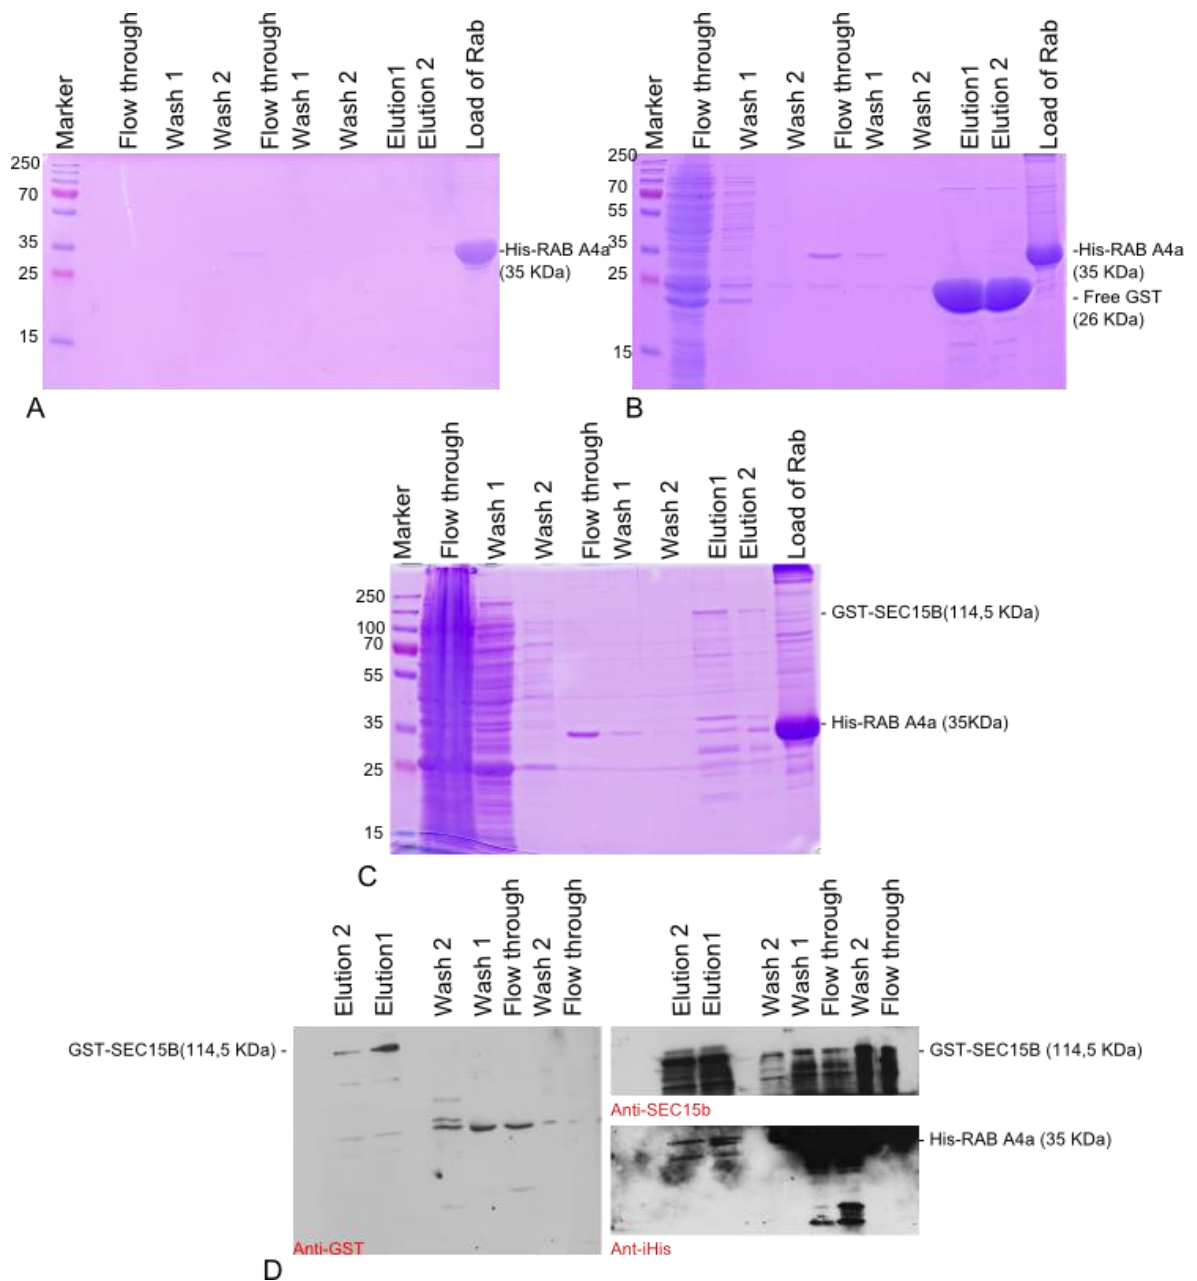 Marker
Flow through
Wash 1
Wash 2
Flow through
Wash 1
Wash 2
Elution1
Elution 2
Load of Rab
250
70
35
25
15
-His-RAB A4a
(35 KDa)
A
Marker
Flow through
Wash 1
Wash 2
Flow through
Wash 1
Wash 2
Elution1
Elution 2
Load of Rab
250
70
55
35
25
15
-His-RAB A4a
(35 KDa)
- Free GST
(26 KDa)
B
Marker
Flow through
Wash 1
Wash 2
Flow through
Wash 1
Wash 2
Elution1
Elution 2
Load of Rab
250
100
70
55
35
25
15
- GST-SEC15B(114,5 KDa)
- His-RAB A4a (35KDa)
C
Elution 2
Elution1
Wash 2
Wash 1
Flow through
Wash 2
Flow through
GST-SEC15B(114,5 KDa) -
Anti-GST
Elution 2
Elution1
Wash 2
Wash 1
Flow through
Wash 2
Flow through
- GST-SEC15B (114,5 KDa)
Anti-SEC15b
- His-RAB A4a (35 KDa)
Ant-iHis
D